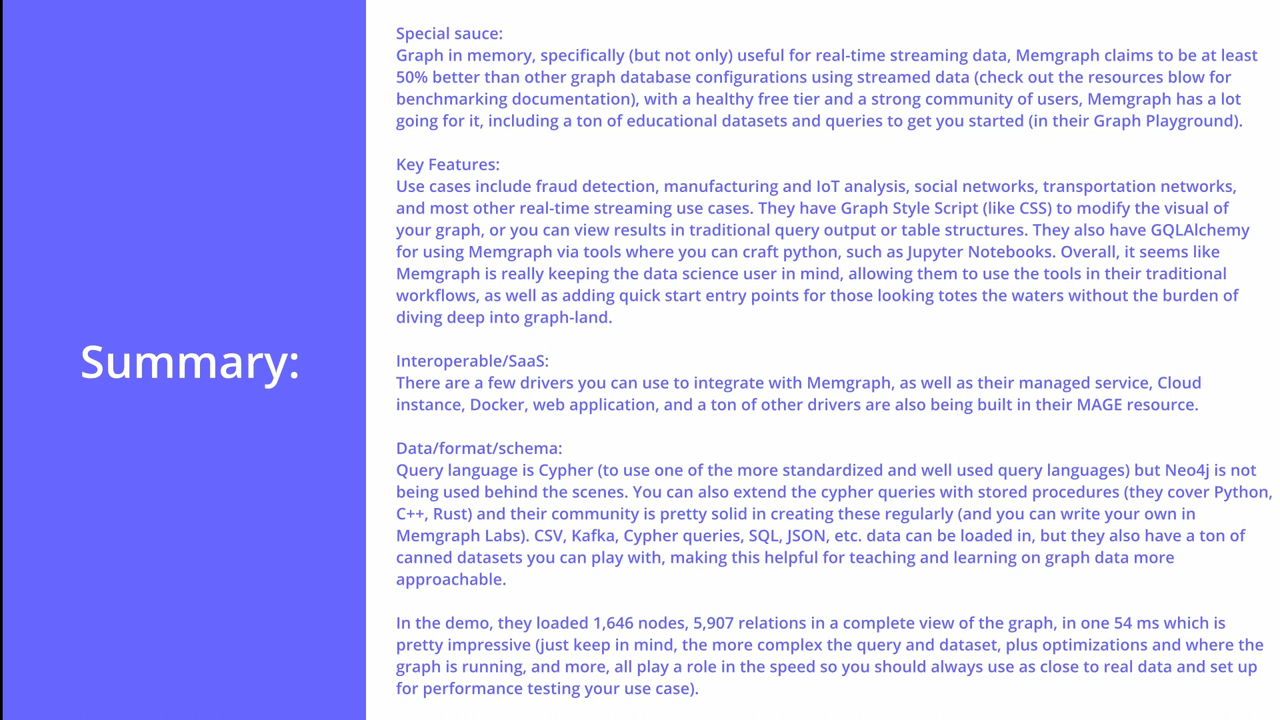 Summary:
Special sauce:
Graph in memory, specifically (but not only) useful for real-time streaming data, Memgraph claims to be at least
50% better than other graph database configurations using streamed data (check out the resources blow for
benchmarking documentation), with a healthy free tier and a strong community of users, Memgraph has a lot
going for it, including a ton of educational datasets and queries to get you started (in their Graph Playground).
Key Features:
Use cases include fraud detection, manufacturing and IoT analysis, social networks, transportation networks,
and most other real-time streaming use cases. They have Graph Style Script (like CSS) to modify the visual of
your graph, or you can view results in traditional query output or table structures. They also have GQLAlchemy
for using Memgraph via tools where you can craft python, such as Jupyter Notebooks. Overall, it seems like
Memgraph is really keeping the data science user in mind, allowing them to use the tools in their traditional
workflows, as well as adding quick start entry points for those looking totes the waters without the burden of
diving deep into graph-land.
Interoperable/SaaS:
There are a few drivers you can use to integrate with Memgraph, as well as their managed service, Cloud
instance, Docker, web application, and a ton of other drivers are also being built in their MAGE resource.
Data/format/schema:
Query language is Cypher (to use one of the more standardized and well used query languages) but Neo4j is not
being used behind the scenes. You can also extend the cypher queries with stored procedures (they cover Python,
C++, Rust) and their community is pretty solid in creating these regularly (and you can write your own in
Memgraph Labs). CSV, Kafka, Cypher queries, SQL, JSON, etc. data can be loaded in, but they also have a ton of
canned datasets you can play with, making this helpful for teaching and learning on graph data more
approachable.
In the demo, they loaded 1,646 nodes, 5,907 relations in a complete view of the graph, in one 54 ms which is
pretty impressive (just keep in mind, the more complex the query and dataset, plus optimizations and where the
graph is running, and more, all play a role in the speed so you should always use as close to real data and set up
for performance testing your use case).